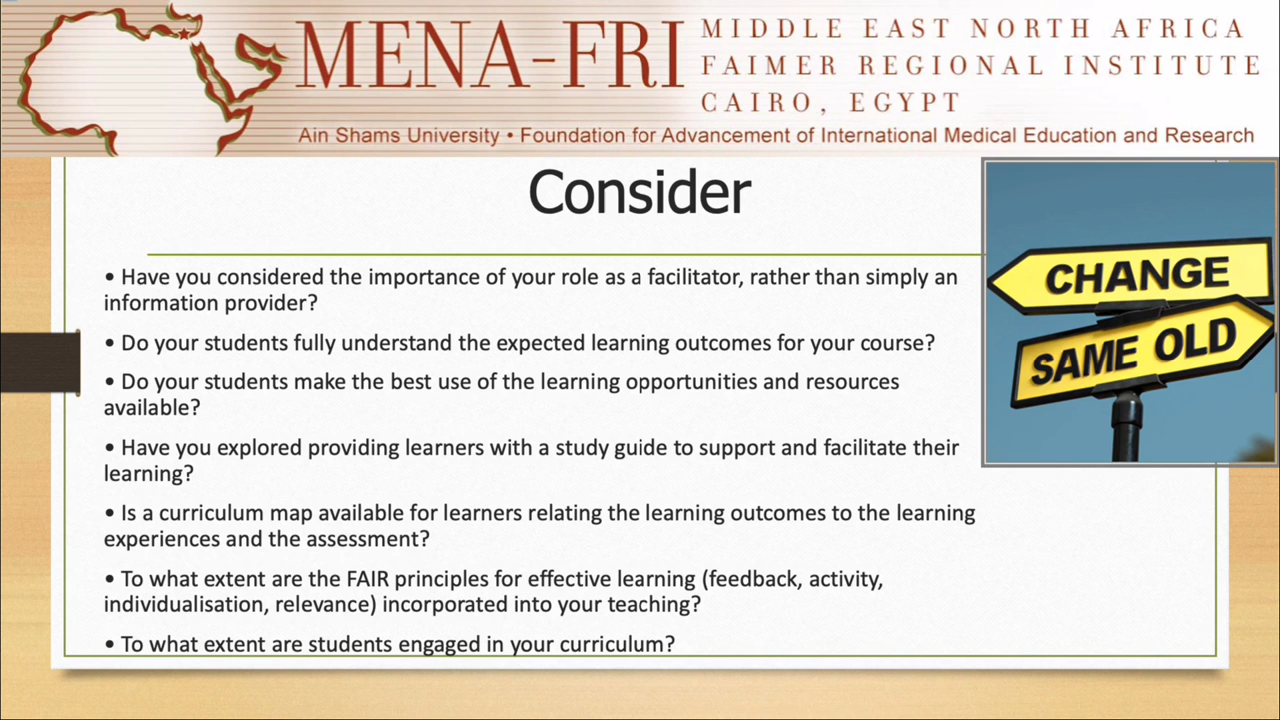 MENA-FRI
MIDDLE EAST NORTH AFRICA
FAIMER REGIONAL INSTITUTE
CAIRO, EGYPT
Ain Shams University • Foundation for Advancement of International Medical Education and Research
Consider
• Have you considered the importance of your role as a facilitator, rather than simply an
information provider?
• Do your students fully understand the expected learning outcomes for your course?
• Do your students make the best use of the learning opportunities and resources
available?
• Have you explored providing learners with a study guide to support and facilitate their
learning?
• Is a curriculum map available for learners relating the learning outcomes to the learning
experiences and the assessment?
• To what extent are the FAIR principles for effective learning (feedback, activity,
individualisation, relevance) incorporated into your teaching?
• To what extent are students engaged in your curriculum?
CHANGE
SAME OLD